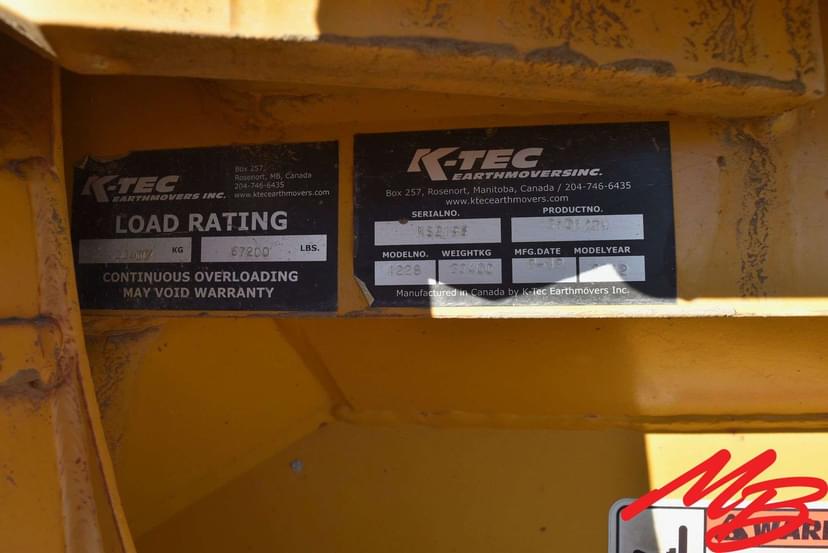 K-TEC
EARTHMOVERS INC.
Box 257,
Rosenort, MB, Canada
204-746-6435
www.ktecearthmovers.com
LOAD RATING
KG 67200 LBS.
CONTINUOUS OVERLOADING
MAY VOID WARRANTY
K-TEC
EARTHMOVERSINC.
Box 257, Rosenort, Manitoba, Canada / 204-746-6435
www.ktecearthmovers.com
SERIALNO. PRODUCTNO.
MODELNO. WEIGHTKG MFG.DATE MODELYEAR
1228
Manufactured in Canada by K-Tec Earthmovers Inc.
MB